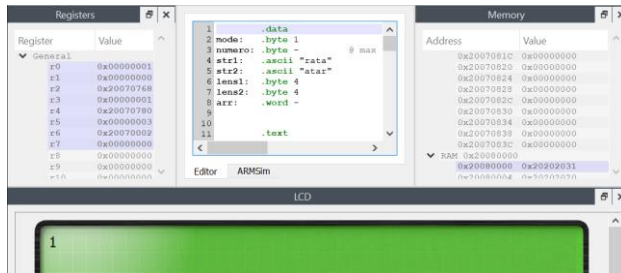 Registers
Register Value
General
r0 0x00000001
r1 0x00000000
r2 0x20070768
r3 0x00000001
r4 0x20070780
r5 0x00000003
r6 0x20070002
r7 0x00000000
r8 0x00000000
r9 0x00000000
r10 0x00000000
1 .data
2 mode: .byte 1
3 numero: .byte - @ max
4 str1: .ascii "rata"
5 str2: .ascii "atar"
6 lens1: .byte 4
7 lens2: .byte 4
8 arr: .word -
9
10
11 .text
Editor ARMSim
Memory
Address Value
0x2007081C 0x00000000
0x20070820 0x00000000
0x20070824 0x00000000
0x20070828 0x00000000
0x2007082C 0x00000000
0x20070830 0x00000000
0x20070834 0x00000000
0x20070838 0x00000000
0x2007083C 0x00000000
RAM 0x20080000
0x20080000 0x20202031
0x20080004 0x20202020
LCD
1